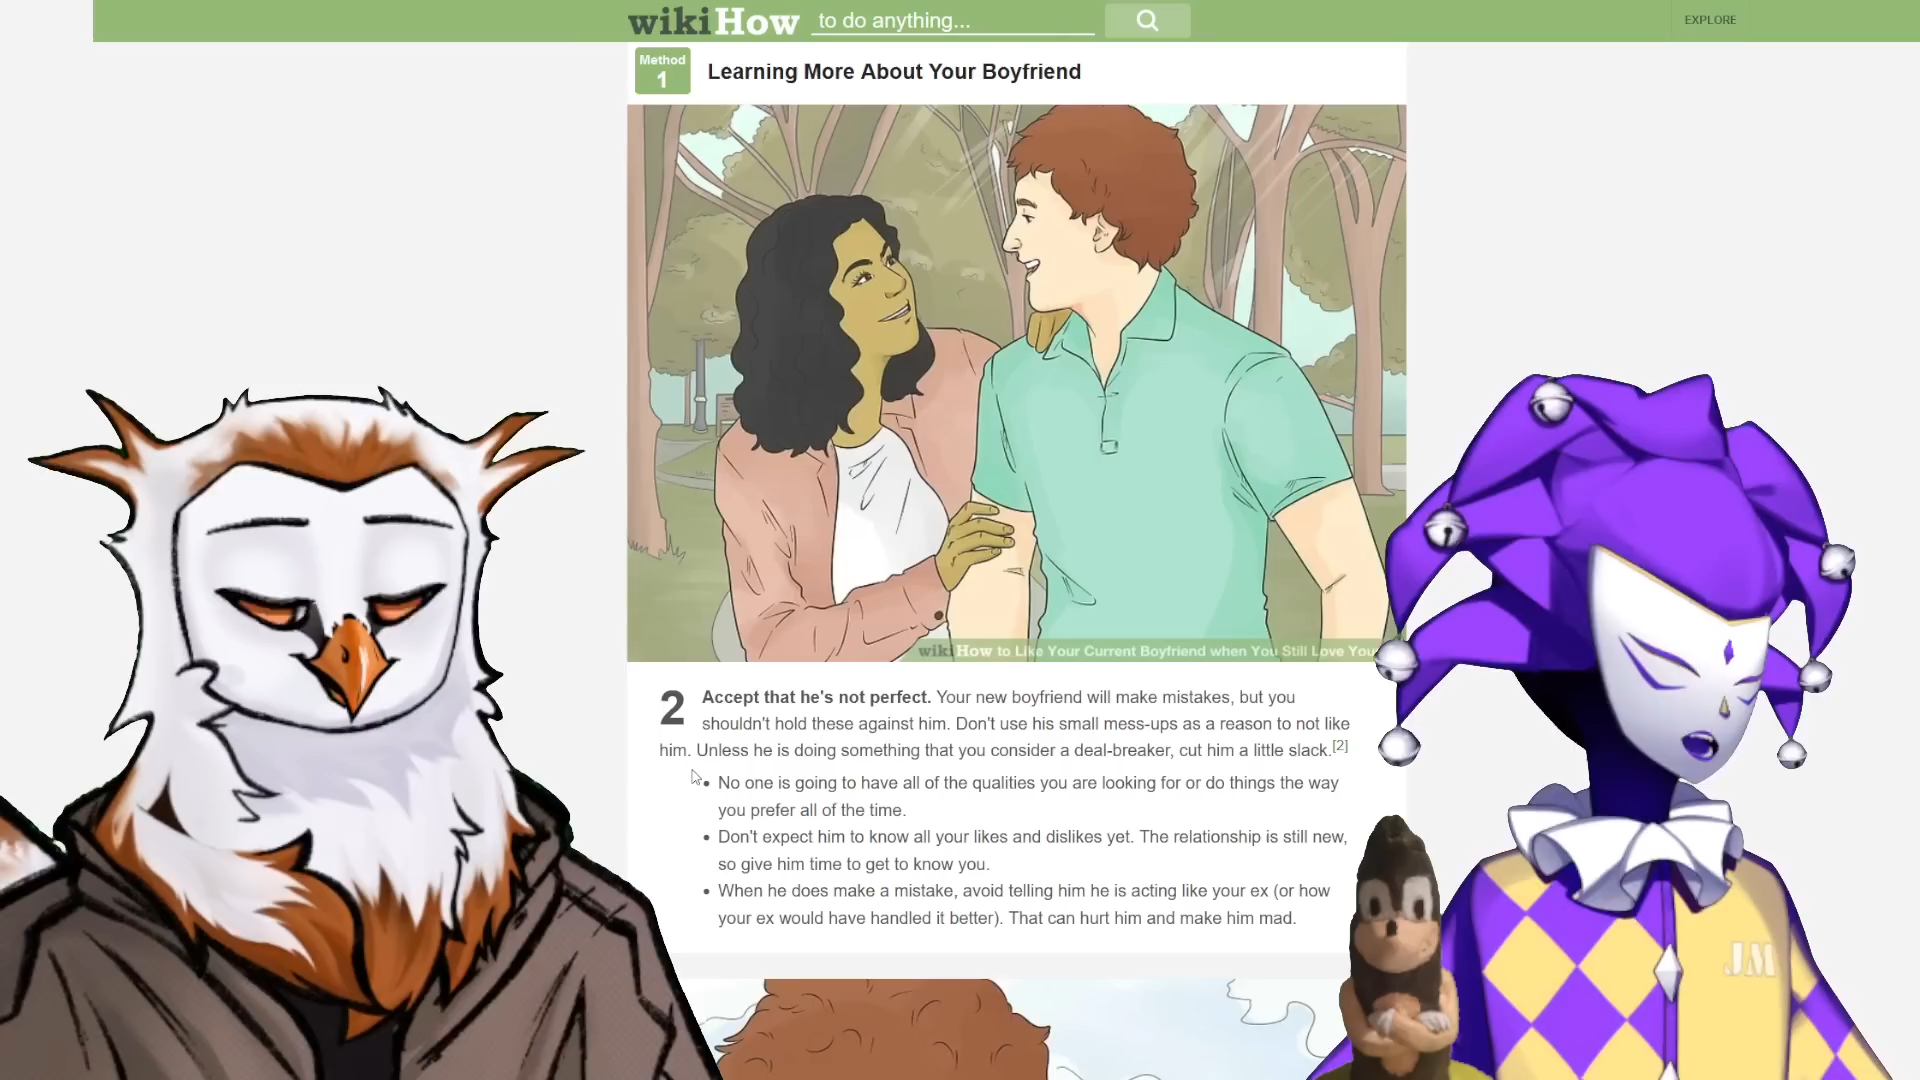 wikiHow to do anything...
EXPLORE
Method
1
Learning More About Your Boyfriend
wikiHow to Like Your Current Boyfriend when You Still Love You
2 Accept that he's not perfect. Your new boyfriend will make mistakes, but you
shouldn't hold these against him. Don't use his small mess-ups as a reason to not like
him. Unless he is doing something that you consider a deal-breaker, cut him a little slack.[2]
• No one is going to have all of the qualities you are looking for or do things the way
you prefer all of the time.
• Don't expect him to know all your likes and dislikes yet. The relationship is still new,
so give him time to get to know you.
• When he does make a mistake, avoid telling him he is acting like your ex (or how
your ex would have handled it better). That can hurt him and make him mad.
JM